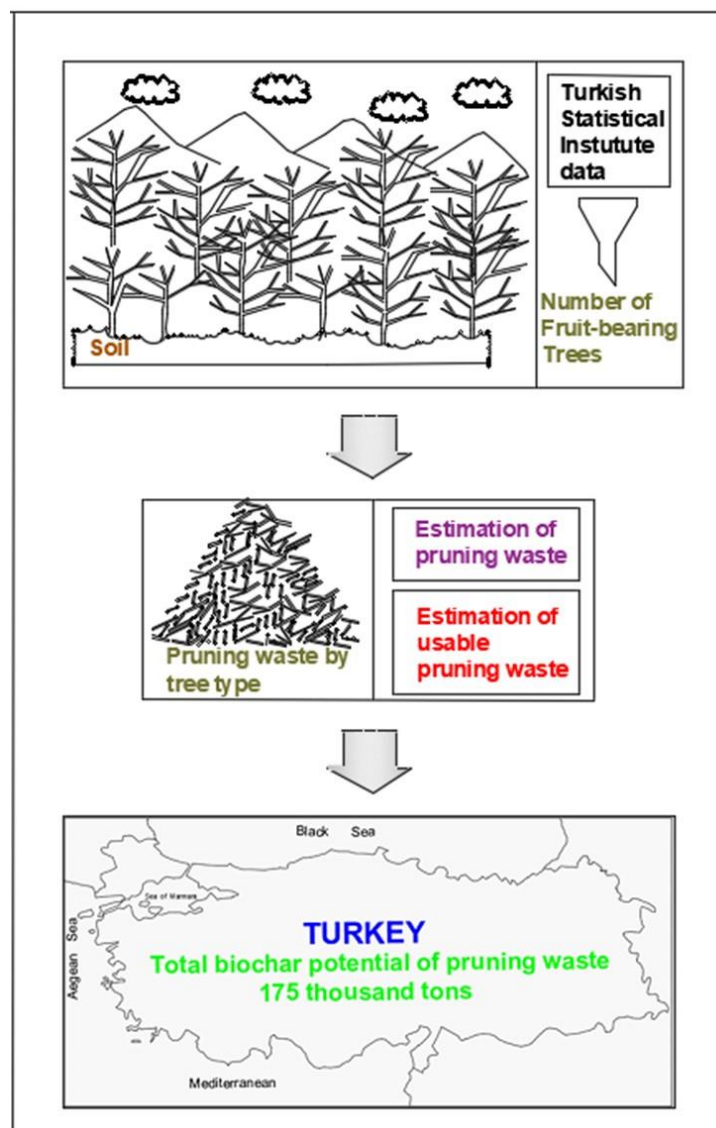 Turkish
Statistical
Instutute
data
Number of
Fruit-bearing
Trees
Soil
Estimation of
pruning waste
Estimation of
usable
pruning waste
Pruning waste by
tree type
Black Sea
Sea of Marmara
Aegean Sea
TURKEY
Total biochar potential of pruning waste
175 thousand tons
Mediterranean